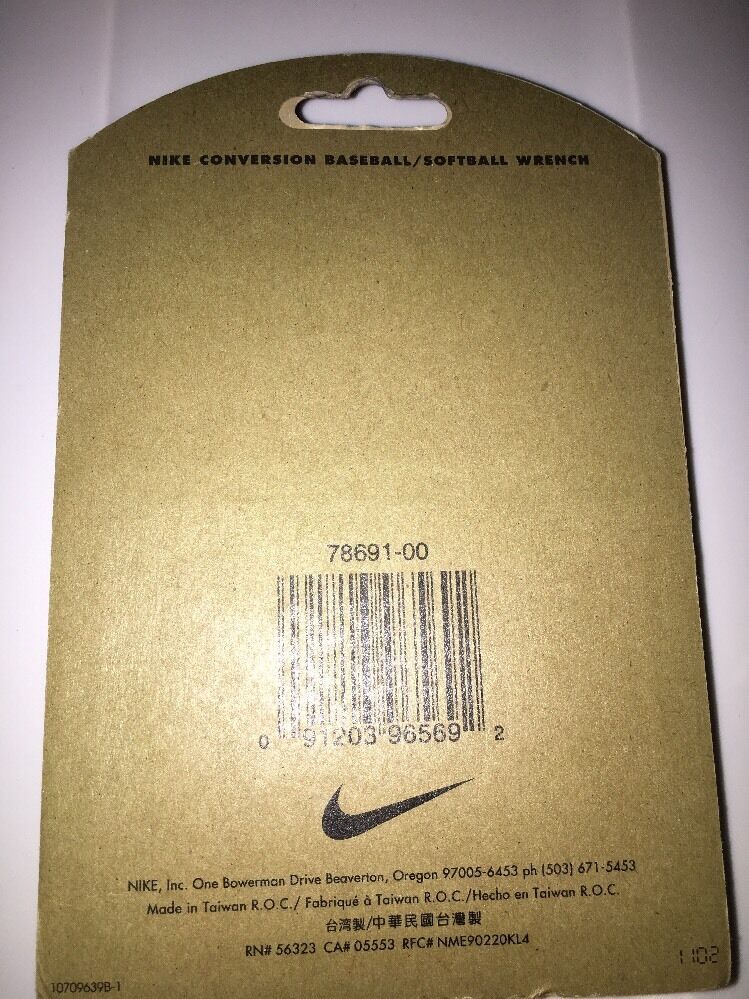 NIKE CONVERSION BASEBALL/SOFTBALL WRENCH
78691-00
0 91203 96569 2
NIKE, Inc. One Bowerman Drive Beaverton, Oregon 97005-6453 ph (503) 671-5453
Made in Taiwan R.O.C./ Fabriqué à Taiwan R.O.C./Hecho en Taiwan R.O.C.
台湾製/中華民國台灣製
RN# 56323 CA# 05553 RFC# NME90220KL4
1102
10709639B-1